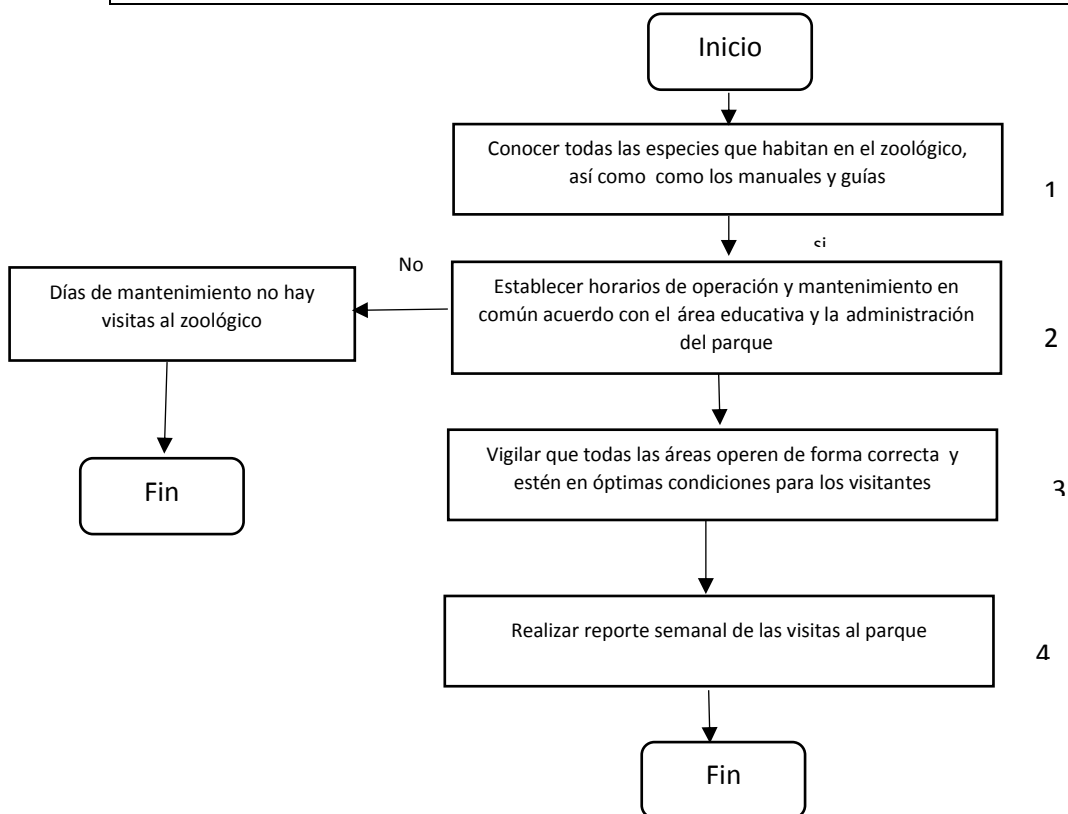 Inicio
Conocer todas las especies que habitan en el zoológico,
así como como los manuales y guías
1
si
No
Días de mantenimiento no hay
visitas al zoológico
Establecer horarios de operación y mantenimiento en
común acuerdo con el área educativa y la administración
del parque
2
Vigilar que todas las áreas operen de forma correcta y
estén en óptimas condiciones para los visitantes
3
Fin
Realizar reporte semanal de las visitas al parque
4
Fin